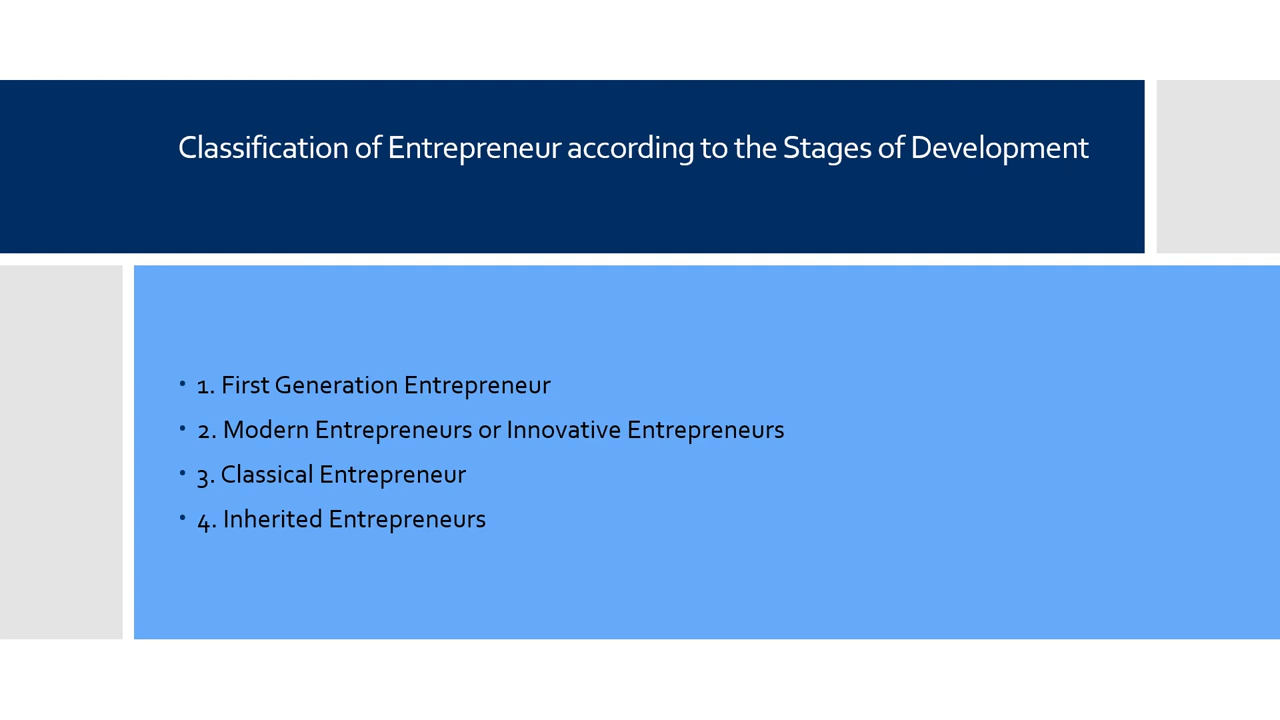 Classification of Entrepreneur according to the Stages of Development
• 1. First Generation Entrepreneur
• 2. Modern Entrepreneurs or Innovative Entrepreneurs
• 3. Classical Entrepreneur
• 4. Inherited Entrepreneurs